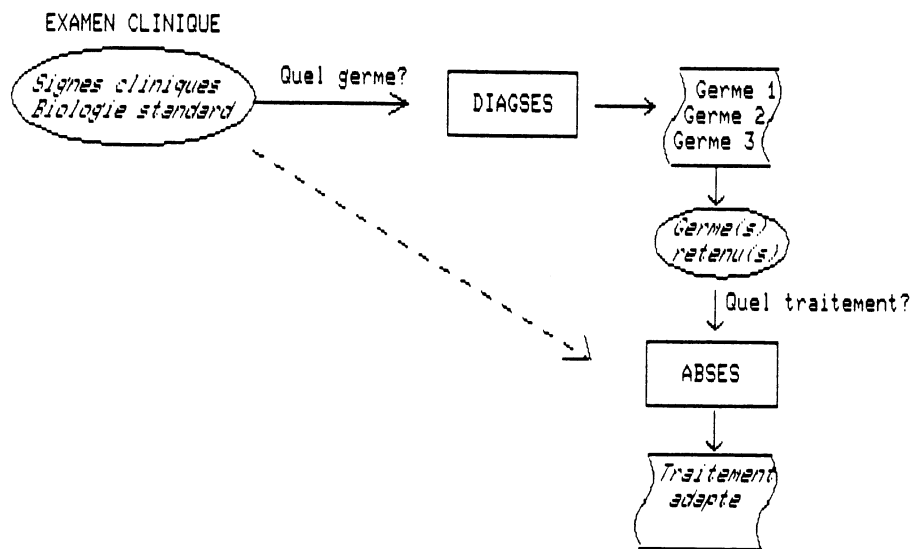 EXAMEN CLINIQUE
Signes cliniques
Biologie standard
Quel germe?
DIAGSES
Germe 1
Germe 2
Germe 3
Germe(s)
retenu(s)
Quel traitement?
ABSES
Traitement
adapte